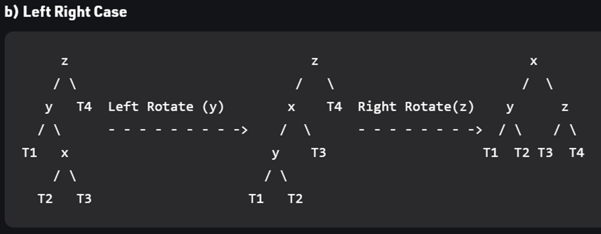 b) Left Right Case
     z                               z                           x
    / \                            /   \                        /  \
   y   T4  Left Rotate (y)        x    T4  Right Rotate(z)    y      z
  / \      - - - - - - - - ->    /  \      - - - - - - - ->  / \    / \
T1   x                          y    T3                    T1  T2 T3  T4
    / \                        / \
  T2   T3                    T1   T2